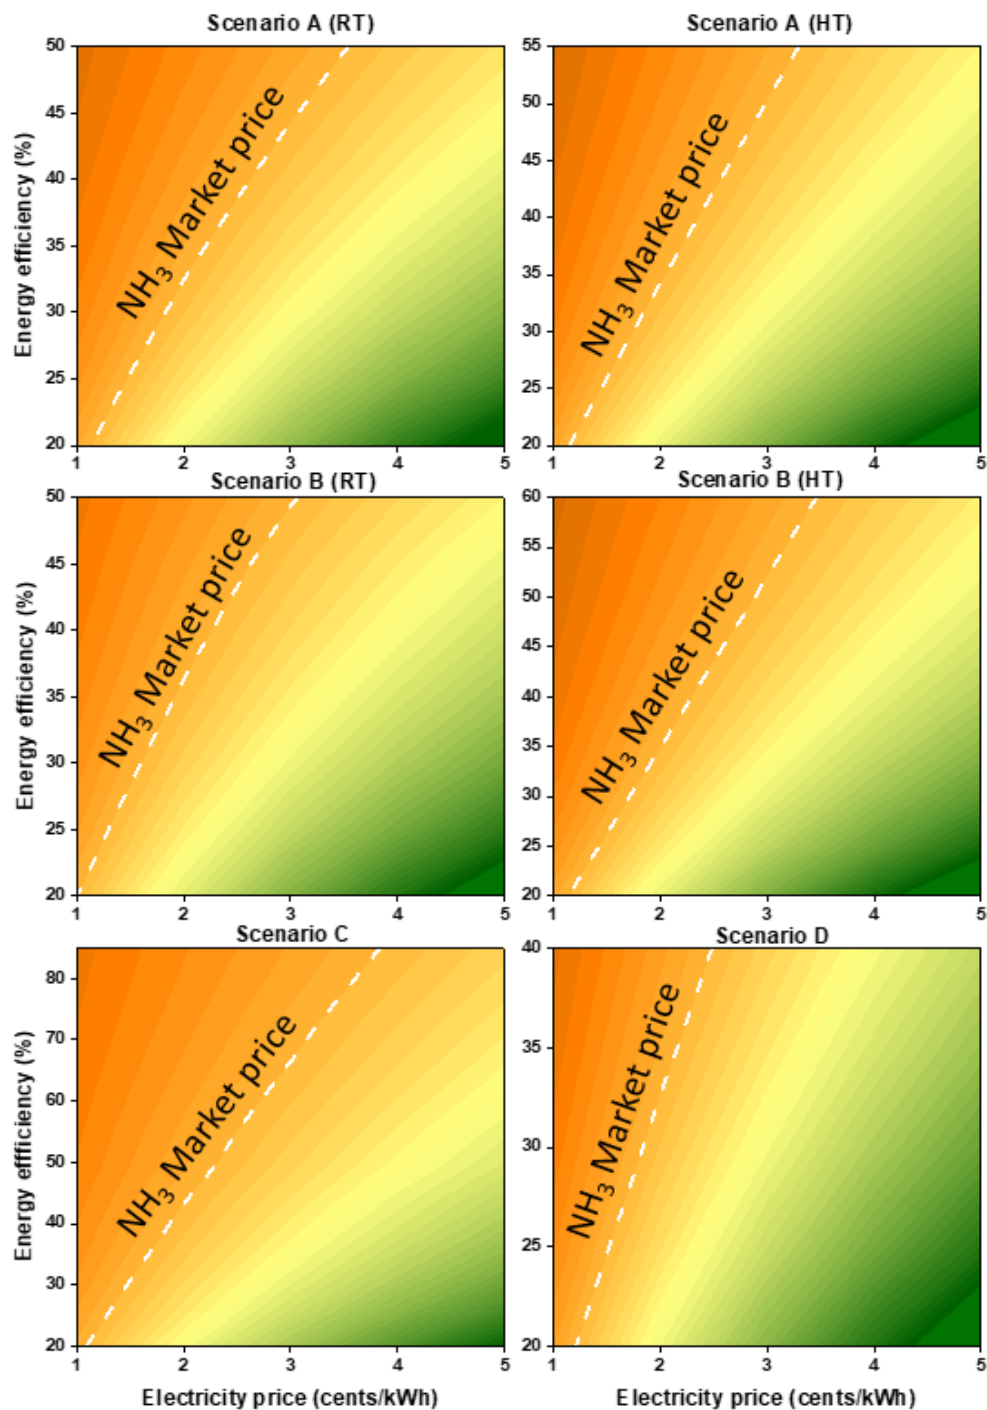 Scenario A (RT)
Energy efficiency (%)
50
45
40
35
30
25
20
NH3 Market price
1 2 3 4 5
Scenario A (HT)
55
50
45
40
35
30
25
20
NH3 Market price
1 2 3 4 5
Scenario B (RT)
Energy efficiency (%)
50
45
40
35
30
25
20
NH3 Market price
1 2 3 4 5
Scenario B (HT)
60
55
50
45
40
35
30
25
20
NH3 Market price
1 2 3 4 5
Scenario C
Energy effficiency (%)
80
70
60
50
40
30
20
NH3 Market price
1 2 3 4 5
Electricity price (cents/kWh)
Scenario D
40
35
30
25
20
NH3 Market price
1 2 3 4 5
Electricity price (cents/kWh)